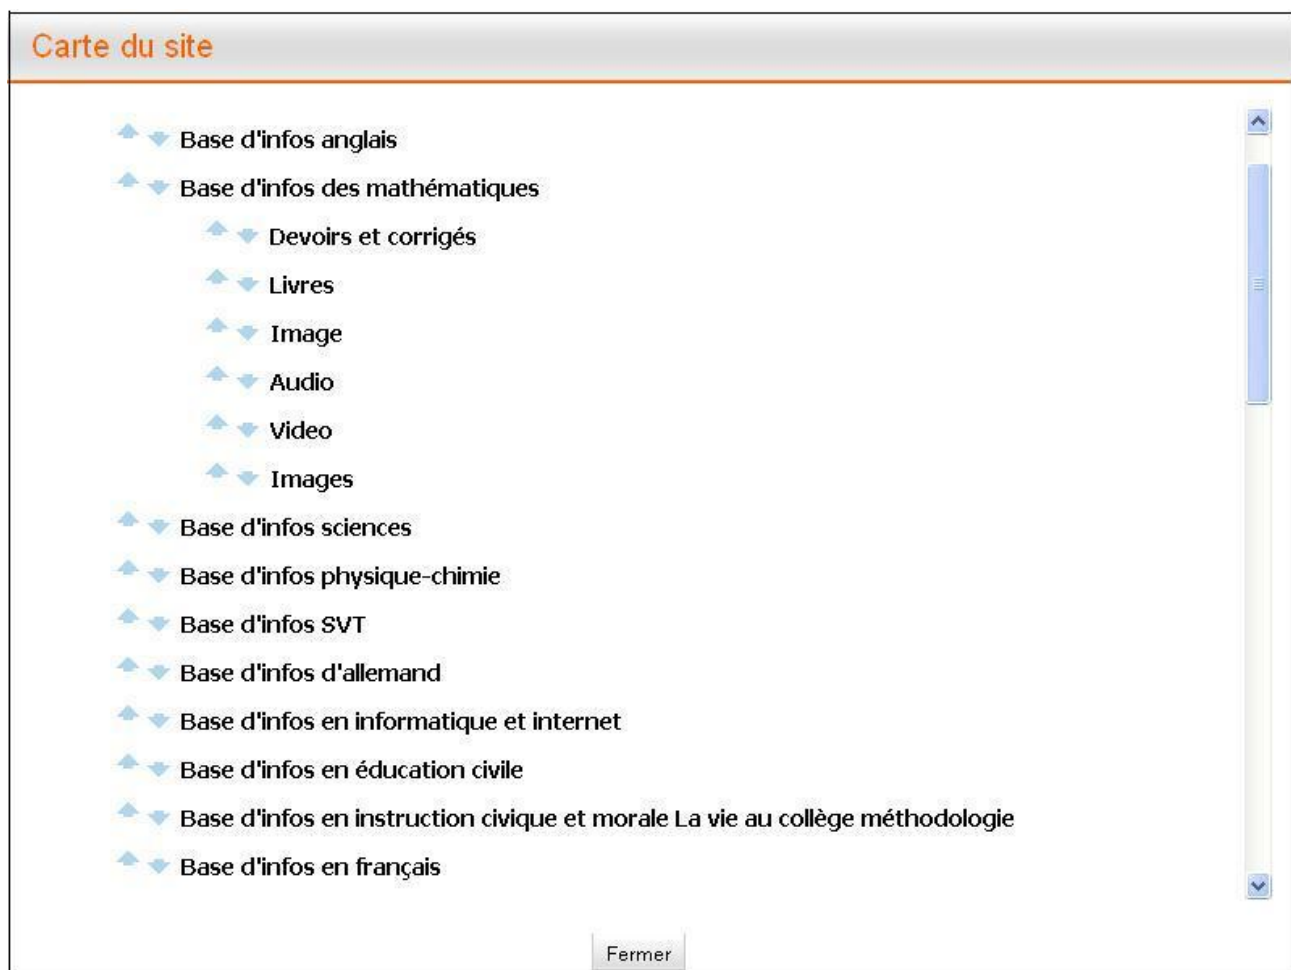 Carte du site
Base d'infos anglais
Base d'infos des mathématiques
Devoirs et corrigés
Livres
Image
Audio
Video
Images
Base d'infos sciences
Base d'infos physique-chimie
Base d'infos SVT
Base d'infos d'allemand
Base d'infos en informatique et internet
Base d'infos en éducation civile
Base d'infos en instruction civique et morale La vie au collège méthodologie
Base d'infos en français
Fermer